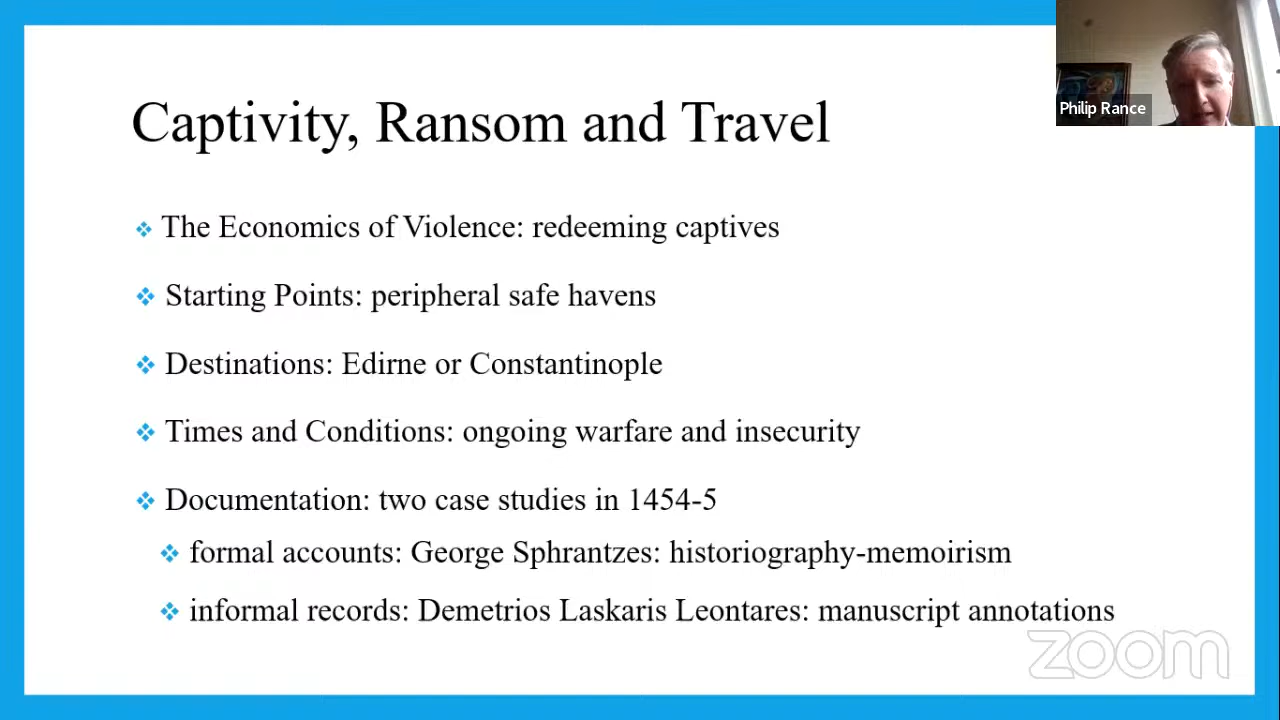 Captivity, Ransom and Travel
Philip Rance
The Economics of Violence: redeeming captives
Starting Points: peripheral safe havens
Destinations: Edirne or Constantinople
Times and Conditions: ongoing warfare and insecurity
Documentation: two case studies in 1454-5
formal accounts: George Sphrantzes: historiography-memoirism
informal records: Demetrios Laskaris Leontares: manuscript annotations
zoom